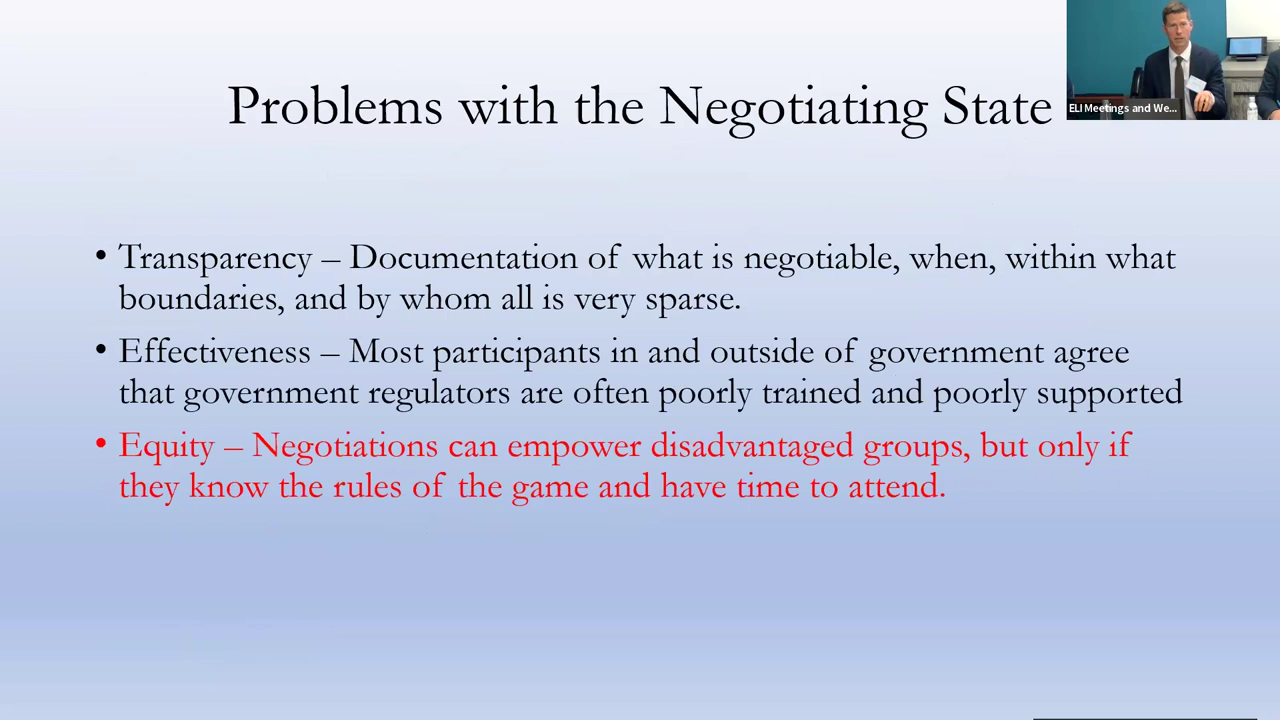 Problems with the Negotiating State
ELI Meetings and We...
• Transparency – Documentation of what is negotiable, when, within what
boundaries, and by whom all is very sparse.
• Effectiveness – Most participants in and outside of government agree
that government regulators are often poorly trained and poorly supported
• Equity – Negotiations can empower disadvantaged groups, but only if
they know the rules of the game and have time to attend.